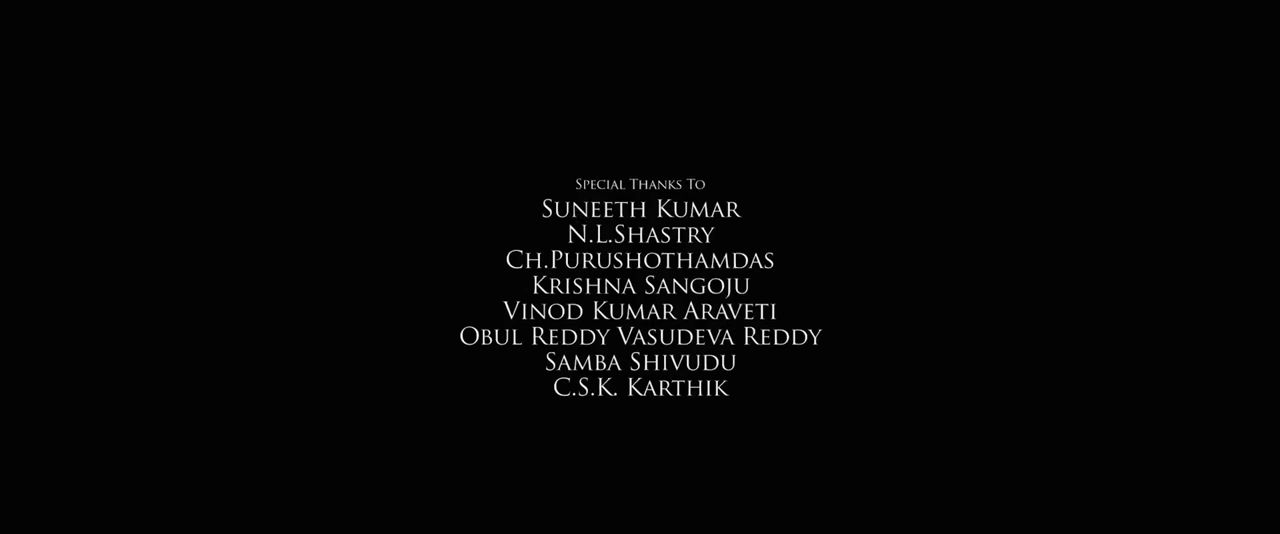 Special Thanks To
Suneeth Kumar
N.L.Shastry
Ch.Purushothamdas
Krishna Sangoju
Vinod Kumar Araveti
Obul Reddy Vasudeva Reddy
Samba Shivudu
C.S.K. Karthik